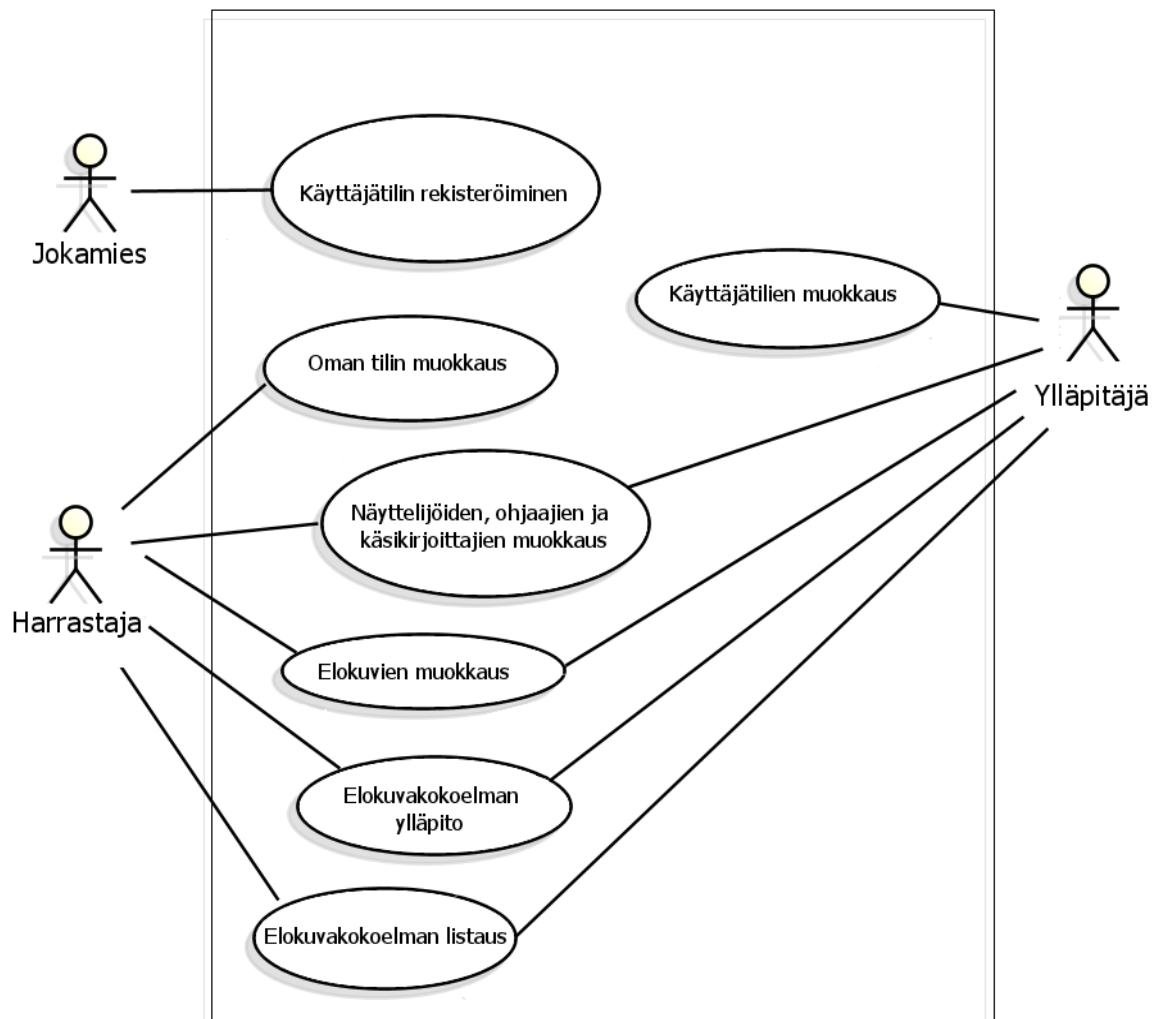 Käyttäjätilin rekisteröiminen
Jokamies
Käyttäjätilien muokkaus
Oman tilin muokkaus
Ylläpitäjä
Näyttelijöiden, ohjaajien ja
käsikirjoittajien muokkaus
Harrastaja
Elokuvien muokkaus
Elokuvakokoelman
ylläpito
Elokuvakokoelman listaus